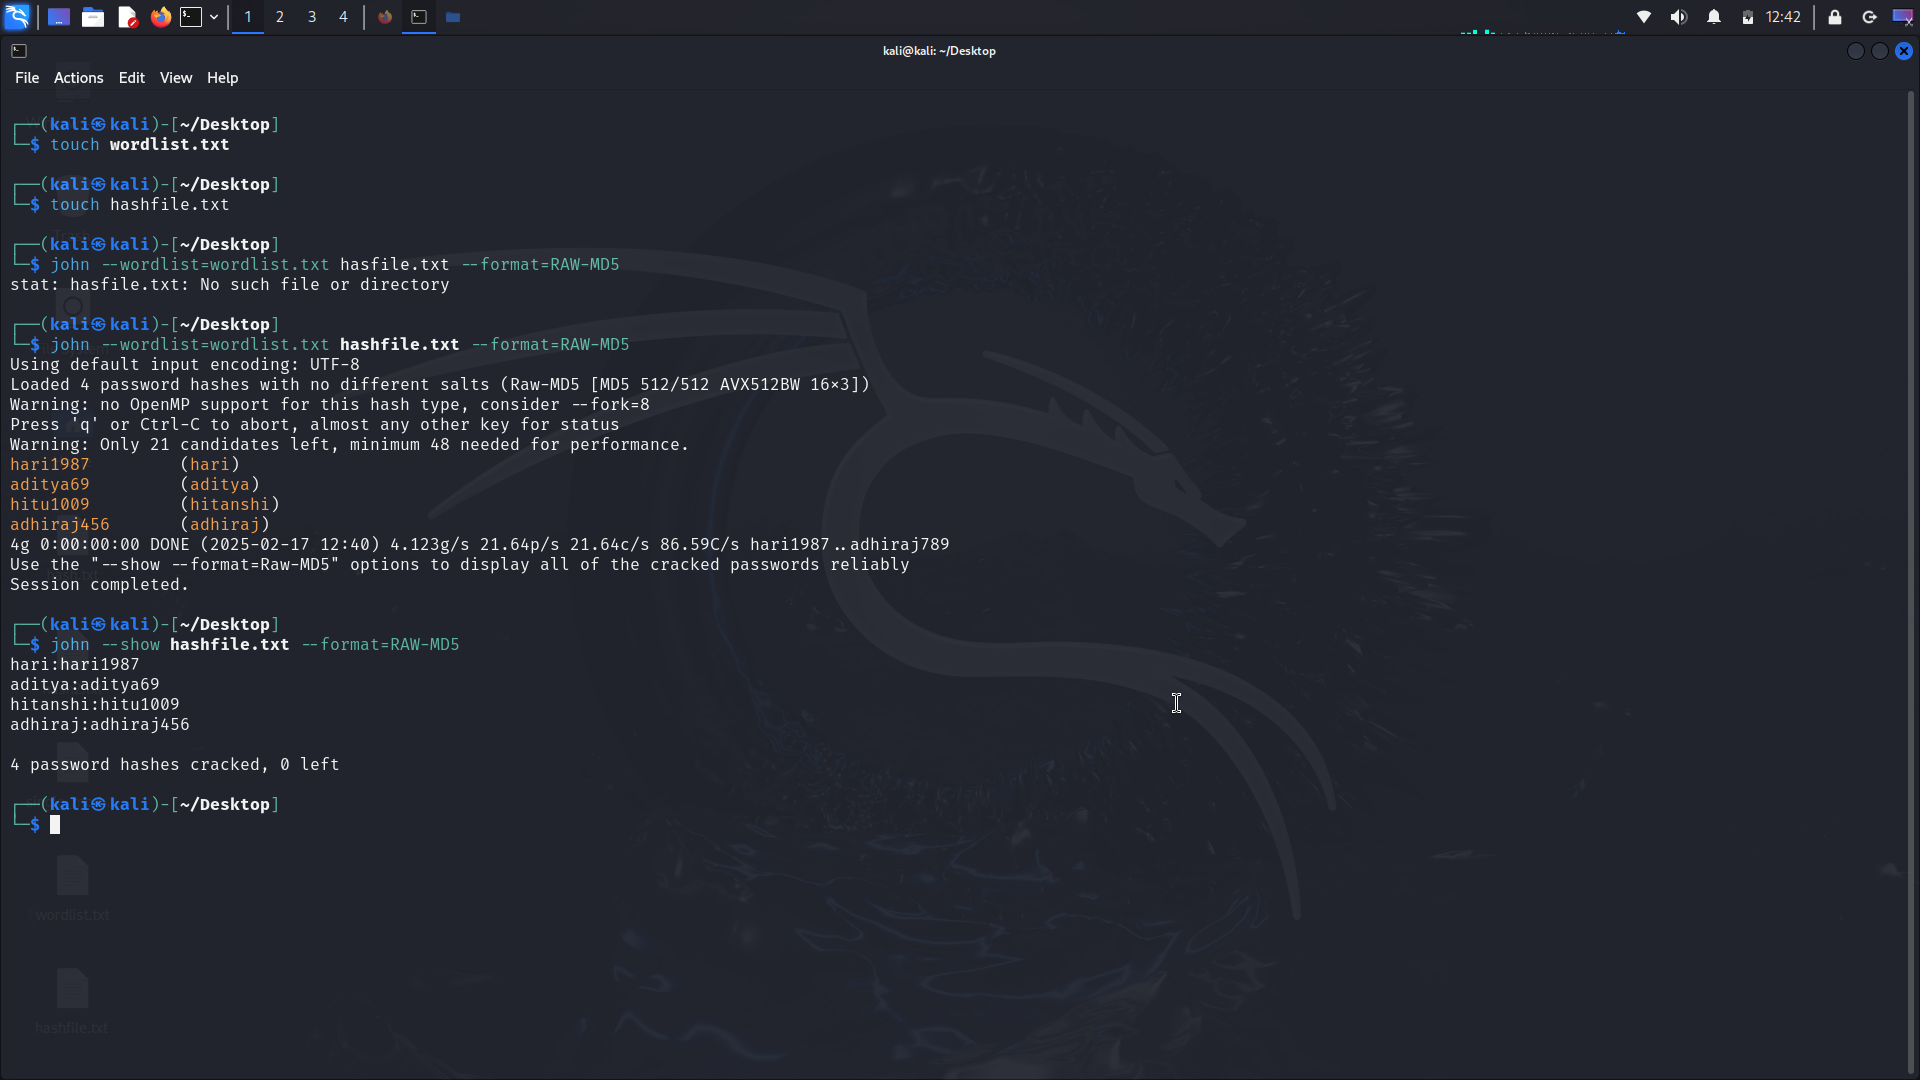 1 2 3 4 12:42
kali@kali: ~/Desktop
File Actions Edit View Help
┌──(kali㉿kali)-[~/Desktop]
└─$ touch wordlist.txt
┌──(kali㉿kali)-[~/Desktop]
└─$ touch hashfile.txt
┌──(kali㉿kali)-[~/Desktop]
└─$ john --wordlist=wordlist.txt hasfile.txt --format=RAW-MD5
stat: hasfile.txt: No such file or directory
┌──(kali㉿kali)-[~/Desktop]
└─$ john --wordlist=wordlist.txt hashfile.txt --format=RAW-MD5
Using default input encoding: UTF-8
Loaded 4 password hashes with no different salts (Raw-MD5 [MD5 512/512 AVX512BW 16×3])
Warning: no OpenMP support for this hash type, consider --fork=8
Press 'q' or Ctrl-C to abort, almost any other key for status
Warning: Only 21 candidates left, minimum 48 needed for performance.
hari1987         (hari)
aditya69         (aditya)
hitu1009         (hitanshi)
adhiraj456       (adhiraj)
4g 0:00:00:00 DONE (2025-02-17 12:40) 4.123g/s 21.64p/s 21.64c/s 86.59C/s hari1987..adhiraj789
Use the "--show --format=Raw-MD5" options to display all of the cracked passwords reliably
Session completed.
┌──(kali㉿kali)-[~/Desktop]
└─$ john --show hashfile.txt --format=RAW-MD5
hari:hari1987
aditya:aditya69
hitanshi:hitu1009
adhiraj:adhiraj456
4 password hashes cracked, 0 left
┌──(kali㉿kali)-[~/Desktop]
└─$
wordlist.txt
hashfile.txt